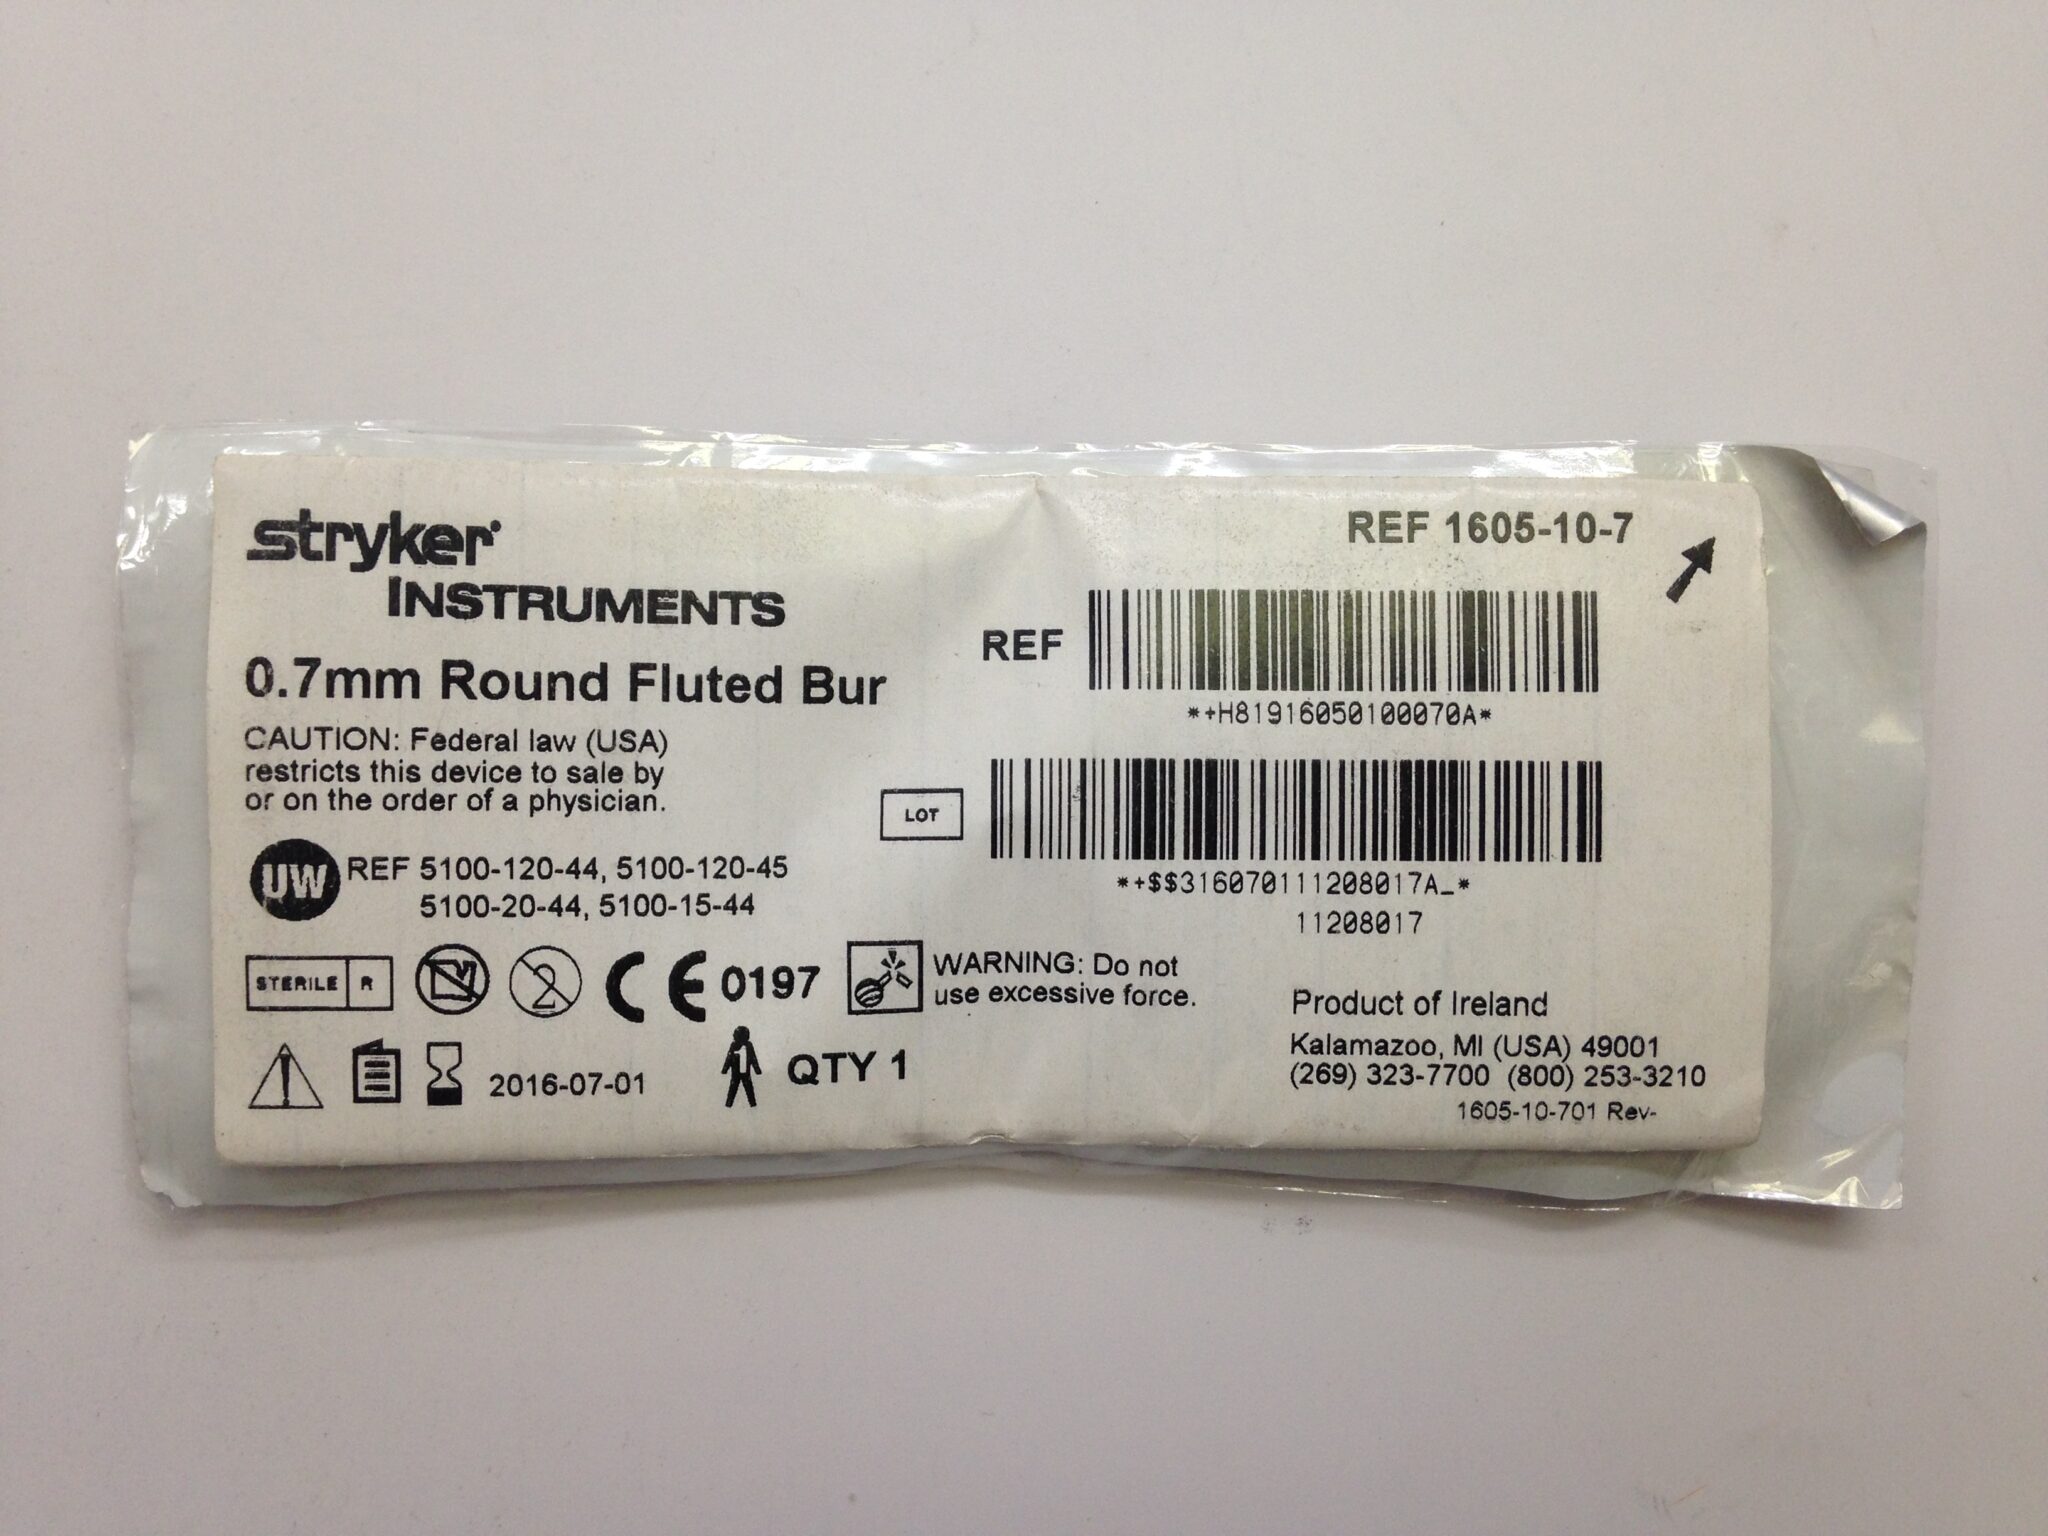 stryker
INSTRUMENTS
0.7mm Round Fluted Bur
CAUTION: Federal law (USA)
restricts this device to sale by
or on the order of a physician.
UW REF 5100-120-44, 5100-120-45
5100-20-44, 5100-15-44
STERILE R 2 CE 0197
WARNING: Do not
use excessive force.
2016-07-01 QTY 1
REF 1605-10-7
REF
*+H81916050100070A*
LOT
*+$$316070111208017A_*
11208017
Product of Ireland
Kalamazoo, MI (USA) 49001
(269) 323-7700 (800) 253-3210
1605-10-701 Rev-